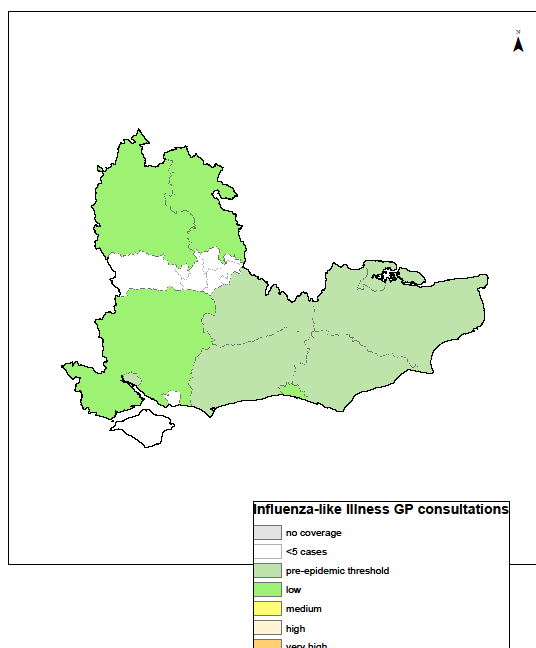 N
Influenza-like Illness GP consultations
no coverage
<5 cases
pre-epidemic threshold
low
medium
high
very high